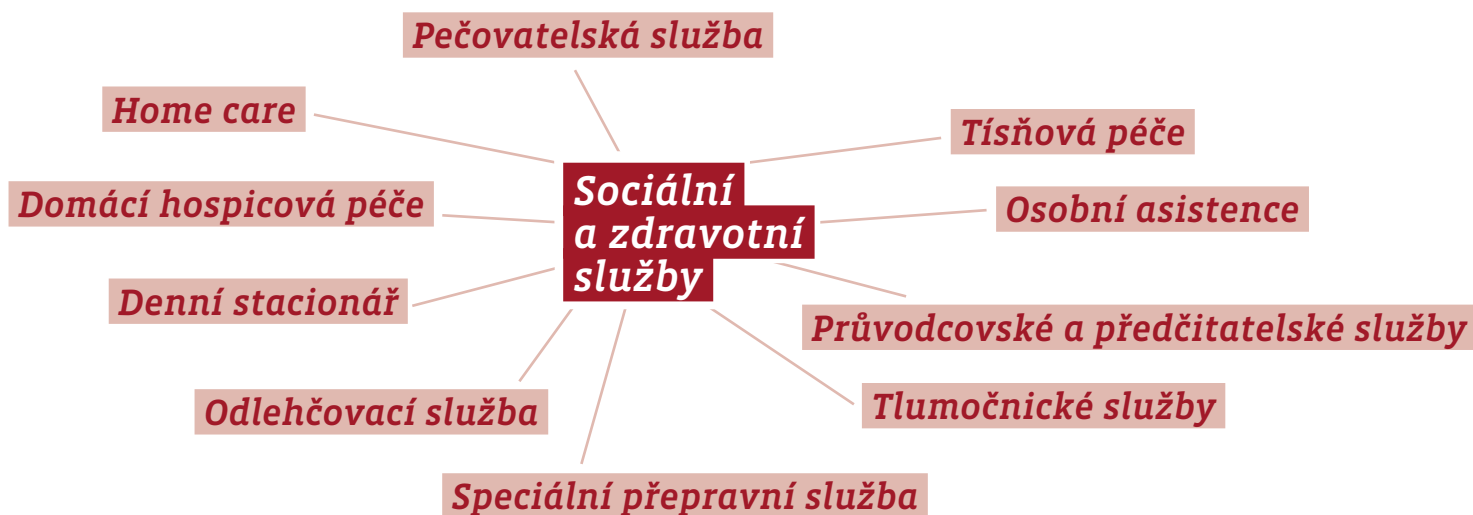 Pečovatelská služba
Home care
Tísňová péče
Sociální
a zdravotní
služby
Domácí hospicová péče
Osobní asistence
Denní stacionář
Průvodcovské a předčitatelské služby
Odlehčovací služba
Tlumočnické služby
Speciální přepravní služba